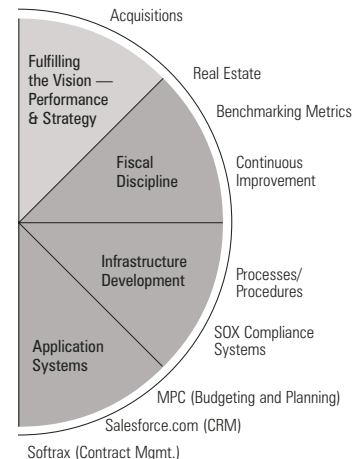 Acquisitions
Fulfilling
the Vision —
Performance
& Strategy
Real Estate
Benchmarking Metrics
Fiscal
Discipline
Continuous
Improvement
Infrastructure
Development
Processes/
Procedures
SOX Compliance
Systems
Application
Systems
MPC (Budgeting and Planning)
Salesforce.com (CRM)
Softrax (Contract Mgmt.)